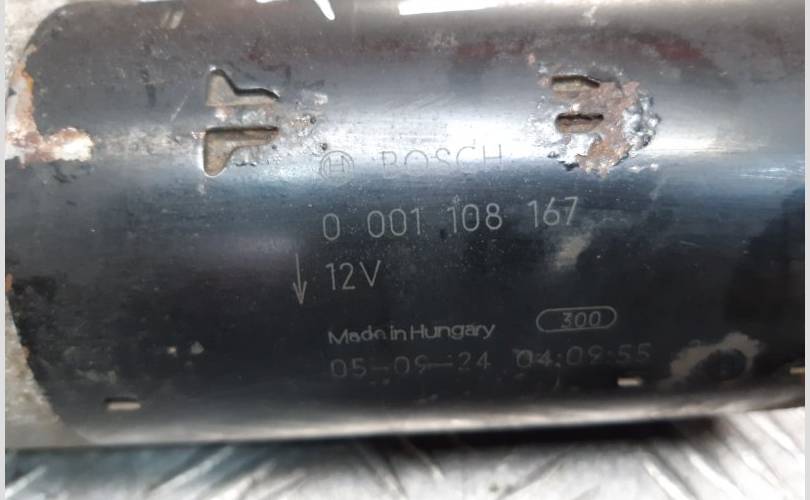 BOSCH
0 001 108 167
12V
Made in Hungary 300
05-09-24 04:09:55